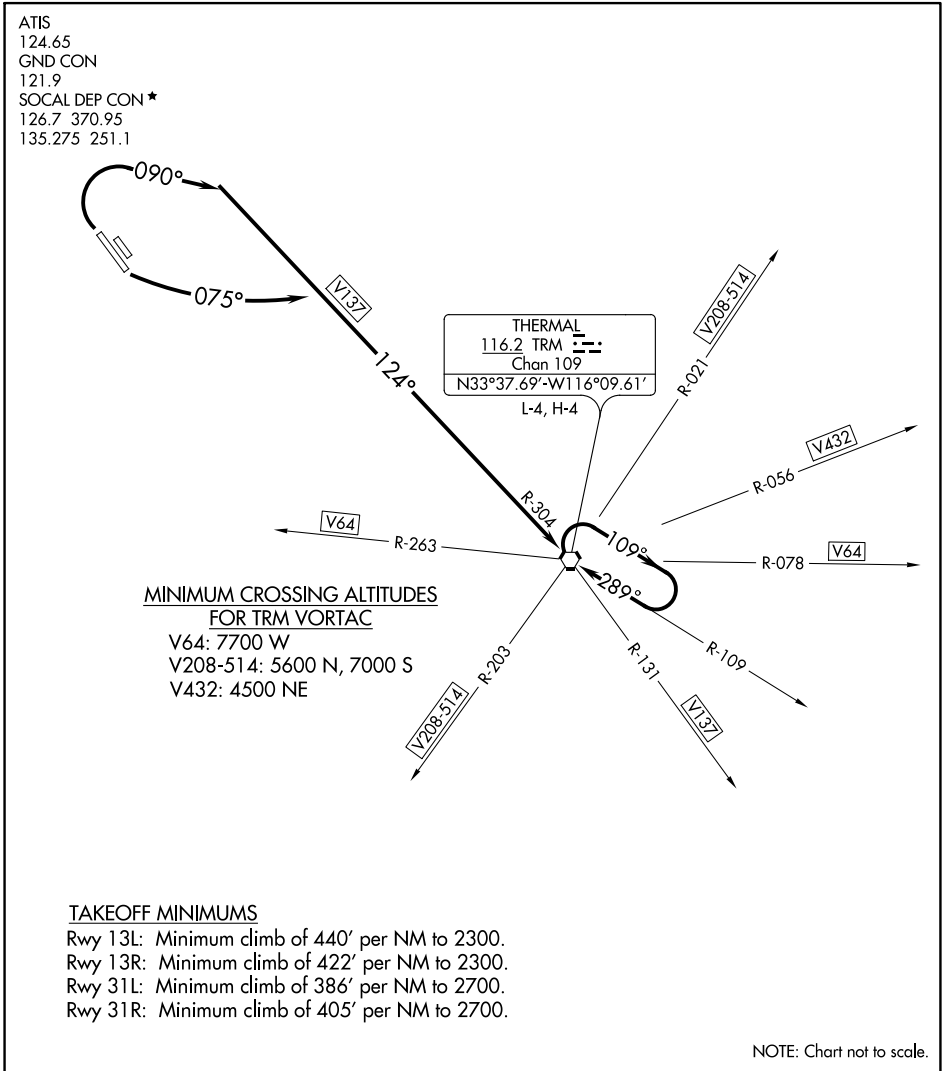 ATIS
124.65
GND CON
121.9
SOCAL DEP CON ★
126.7 370.95
135.275 251.1
090°
075°
V137
124°
THERMAL
116.2 TRM
Chan 109
N33°37.69′-W116°09.61′
L-4, H-4
V208-514
R-021
V432
R-056
R-304
V64
R-263
109°
R-078
V64
289°
MINIMUM CROSSING ALTITUDES
FOR TRM VORTAC
V64: 7700 W
V208-514: 5600 N, 7000 S
V432: 4500 NE
R-203
V208-514
R-131
V137
R-109
TAKEOFF MINIMUMS
Rwy 13L: Minimum climb of 440′ per NM to 2300.
Rwy 13R: Minimum climb of 422′ per NM to 2300.
Rwy 31L: Minimum climb of 386′ per NM to 2700.
Rwy 31R: Minimum climb of 405′ per NM to 2700.
NOTE: Chart not to scale.